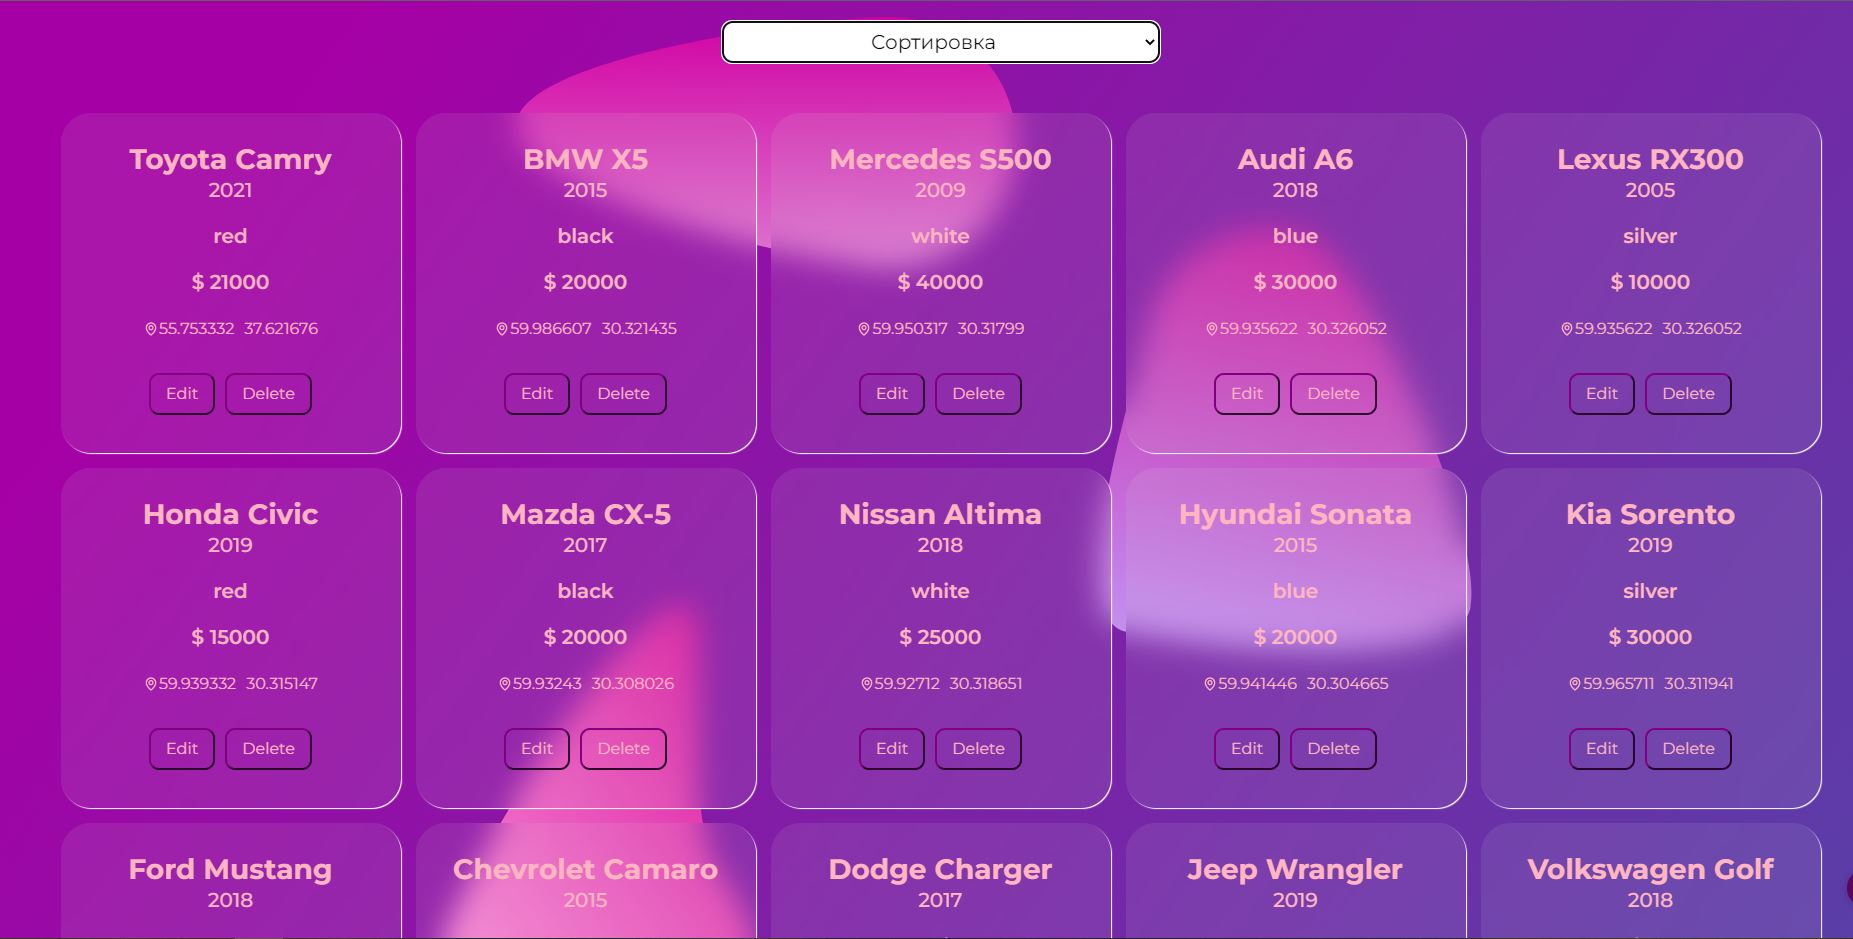 Сортировка
Toyota Camry
2021
red
$ 21000
55.753332 37.621676
Edit Delete
BMW X5
2015
black
$ 20000
59.986607 30.321435
Edit Delete
Mercedes S500
2009
white
$ 40000
59.950317 30.31799
Edit Delete
Audi A6
2018
blue
$ 30000
59.935622 30.326052
Edit Delete
Lexus RX300
2005
silver
$ 10000
59.935622 30.326052
Edit Delete
Honda Civic
2019
red
$ 15000
59.939332 30.315147
Edit Delete
Mazda CX-5
2017
black
$ 20000
59.93243 30.308026
Edit Delete
Nissan Altima
2018
white
$ 25000
59.92712 30.318651
Edit Delete
Hyundai Sonata
2015
blue
$ 20000
59.941446 30.304665
Edit Delete
Kia Sorento
2019
silver
$ 30000
59.965711 30.311941
Edit Delete
Ford Mustang
2018
Chevrolet Camaro
2015
Dodge Charger
2017
Jeep Wrangler
2019
Volkswagen Golf
2018